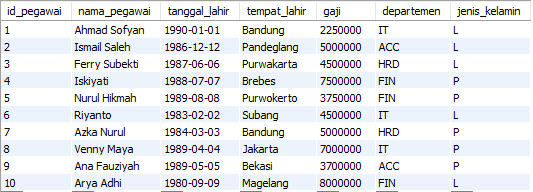 id_pegawai nama_pegawai tanggal_lahir tempat_lahir gaji departemen jenis_kelamin
1 Ahmad Sofyan 1990-01-01 Bandung 2250000 IT L
2 Ismail Saleh 1986-12-12 Pandeglang 5000000 ACC L
3 Ferry Subekti 1987-06-06 Purwakarta 4500000 HRD L
4 Iskiyati 1988-07-07 Brebes 7500000 FIN P
5 Nurul Hikmah 1989-08-08 Purwokerto 3750000 FIN P
6 Riyanto 1983-02-02 Subang 4500000 IT L
7 Azka Nurul 1984-03-03 Bandung 5000000 HRD P
8 Venny Maya 1989-04-04 Jakarta 7000000 IT P
9 Ana Fauziyah 1989-05-05 Bekasi 3700000 ACC P
10 Arya Adhi 1980-09-09 Magelang 8000000 FIN L